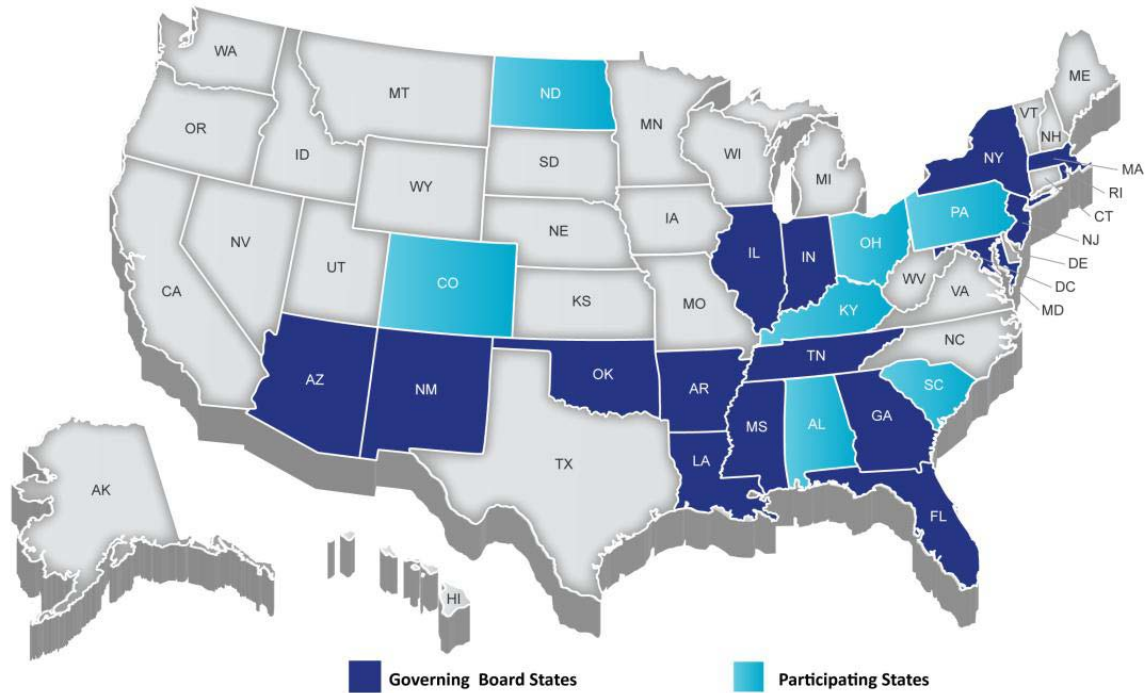 WA
MT
ND
MN
ME
VT
NH
OR
ID
SD
WI
MI
NY
MA
WY
RI
CT
NE
IA
PA
NJ
NV
UT
IL
IN
OH
DE
DC
MD
CA
CO
KS
MO
WV
VA
KY
NC
AZ
NM
OK
AR
TN
SC
MS
AL
GA
TX
LA
FL
AK
HI
Governing Board States
Participating States